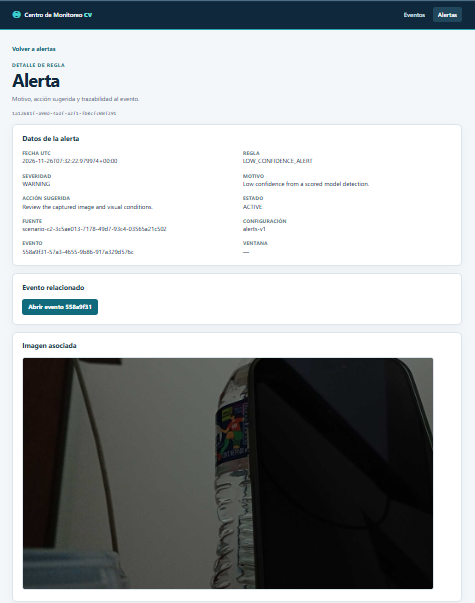 Centro de Monitoreo CV
Eventos
Alertas
Volver a alertas
DETALLE DE REGLA
Alerta
Motivo, acción sugerida y trazabilidad al evento.
Datos de la alerta
FECHA UTC
2026-11-26T07:32:22.979974+00:00
REGLA
LOW_CONFIDENCE_ALERT
SEVERIDAD
WARNING
MOTIVO
Low confidence from a scored model detection.
ACCIÓN SUGERIDA
Review the captured image and visual conditions.
ESTADO
ACTIVE
FUENTE
scenario-c2-3c5ae013-7178-49d7-93c4-03565a21c502
CONFIGURACIÓN
alerts-v1
EVENTO
558a9f31-57a3-4655-9b86-917a329d57bc
VENTANA
—
Evento relacionado
Abrir evento 558a9f31
Imagen asociada